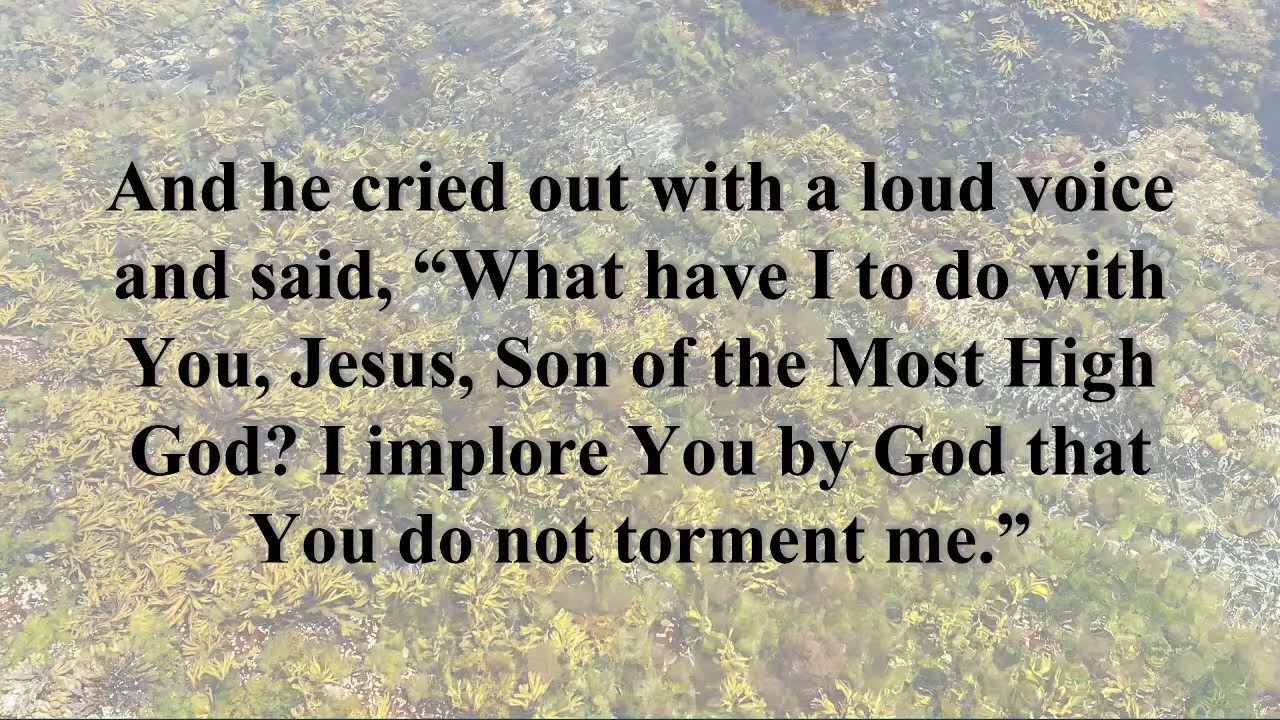 And he cried out with a loud voice
and said, “What have I to do with
You, Jesus, Son of the Most High
God? I implore You by God that
You do not torment me.”